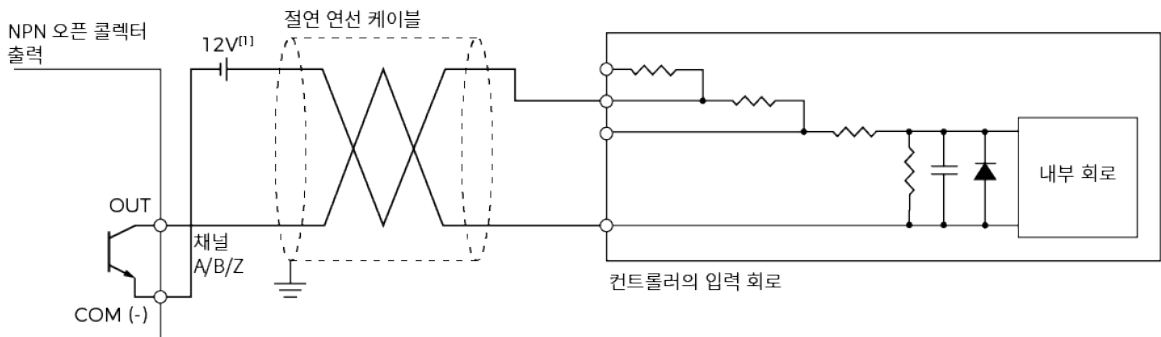 절연 연선 케이블
NPN 오픈 콜렉터
출력
12V[1]
OUT
채널
A/B/Z
COM (-)
내부 회로
컨트롤러의 입력 회로